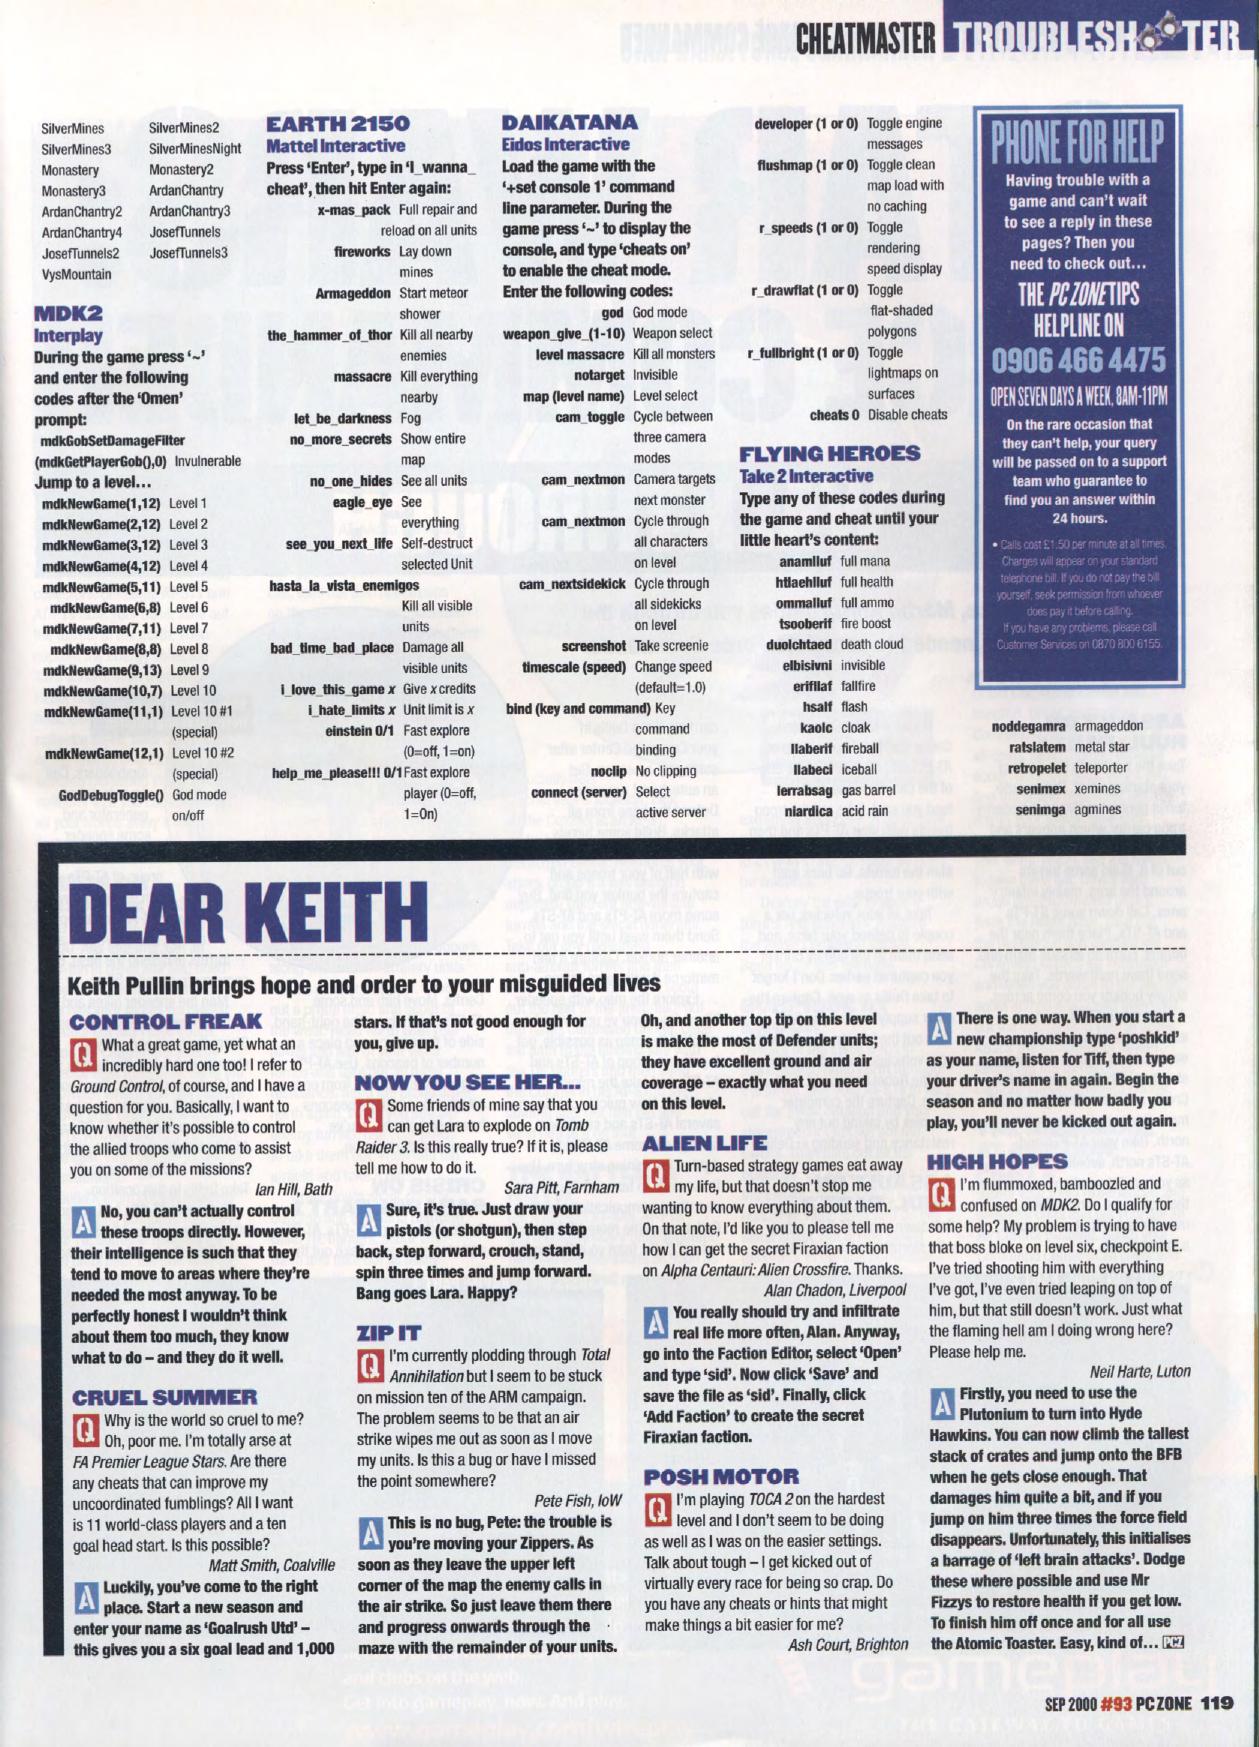 CHEATMASTER TROUBLESHOOTER
SilverMines SilverMines2
SilverMines3 SilverMinesNight
Monastery Monastery2
Monastery3 ArdanChantry
ArdanChantry2 ArdanChantry3
ArdanChantry4 JosefTunnels
JosefTunnels2 JosefTunnels3
VysMountain
MDK2
Interplay
During the game press ‘~’
and enter the following
codes after the ‘Omen’
prompt:
mdkGobSetDamageFilter
(mdkGetPlayerGob(),0) Invulnerable
Jump to a level...
mdkNewGame(1,12) Level 1
mdkNewGame(2,12) Level 2
mdkNewGame(3,12) Level 3
mdkNewGame(4,12) Level 4
mdkNewGame(5,11) Level 5
mdkNewGame(6,8) Level 6
mdkNewGame(7,11) Level 7
mdkNewGame(8,8) Level 8
mdkNewGame(9,13) Level 9
mdkNewGame(10,7) Level 10
mdkNewGame(11,1) Level 10 #1
(special)
mdkNewGame(12,1) Level 10 #2
(special)
GodDebugToggle() God mode
on/off
EARTH 2150
Mattel Interactive
Press ‘Enter’, type in ‘I_wanna_
cheat’, then hit Enter again:
x-mas_pack Full repair and
reload on all units
fireworks Lay down
mines
Armageddon Start meteor
shower
the_hammer_of_thor Kill all nearby
enemies
massacre Kill everything
nearby
let_be_darkness Fog
no_more_secrets Show entire
map
no_one_hides See all units
eagle_eye See
everything
see_you_next_life Self-destruct
selected Unit
hasta_la_vista_enemigos
Kill all visible
units
bad_time_bad_place Damage all
visible units
i_love_this_game x Give x credits
i_hate_limits x Unit limit is x
einstein 0/1 Fast explore
(0=off, 1=on)
help_me_please!!! 0/1 Fast explore
player (0=off,
1=On)
DAIKATANA
Eidos Interactive
Load the game with the
‘+set console 1’ command
line parameter. During the
game press ‘~’ to display the
console, and type ‘cheats on’
to enable the cheat mode.
Enter the following codes:
god God mode
weapon_give_(1-10) Weapon select
level massacre Kill all monsters
notarget Invisible
map (level name) Level select
cam_toggle Cycle between
three camera
modes
cam_nextmon Camera targets
next monster
cam_nextmon Cycle through
all characters
on level
cam_nextsidekick Cycle through
all sidekicks
on level
screenshot Take screenie
timescale (speed) Change speed
(default=1.0)
bind (key and command) Key
command
binding
noclip No clipping
connect (server) Select
active server
developer (1 or 0) Toggle engine
messages
flushmap (1 or 0) Toggle clean
map load with
no caching
r_speeds (1 or 0) Toggle
rendering
speed display
r_drawflat (1 or 0) Toggle
flat-shaded
polygons
r_fullbright (1 or 0) Toggle
lightmaps on
surfaces
cheats 0 Disable cheats
FLYING HEROES
Take 2 Interactive
Type any of these codes during
the game and cheat until your
little heart's content:
anamlluf full mana
htlaehlluf full health
ommalluf full ammo
tsooberif fire boost
duolchtaed death cloud
elbisivni invisible
erifllaf fallfire
hsalf flash
kaolc cloak
llaberif fireball
llabeci iceball
lerrabsag gas barrel
niardica acid rain
PHONE FOR HELP
Having trouble with a
game and can't wait
to see a reply in these
pages? Then you
need to check out...
THE PC ZONE TIPS
HELPLINE ON
0906 466 4475
OPEN SEVEN DAYS A WEEK, 8AM-11PM
On the rare occasion that
they can't help, your query
will be passed on to a support
team who guarantee to
find you an answer within
24 hours.
• Calls cost £1.50 per minute at all times.
Charges will appear on your standard
telephone bill. If you do not pay the bill
yourself, seek permission from whoever
does pay it before calling.
If you have any problems, please call
Customer Services on 0870 800 6155.
noddegamra armageddon
ratslatem metal star
retropelet teleporter
senimex xemines
senimga agmines
DEAR KEITH
Keith Pullin brings hope and order to your misguided lives
CONTROL FREAK
Q What a great game, yet what an
incredibly hard one too! I refer to
Ground Control, of course, and I have a
question for you. Basically, I want to
know whether it's possible to control
the allied troops who come to assist
you on some of the missions?
Ian Hill, Bath
A No, you can't actually control
these troops directly. However,
their intelligence is such that they
tend to move to areas where they're
needed the most anyway. To be
perfectly honest I wouldn't think
about them too much, they know
what to do – and they do it well.
CRUEL SUMMER
Q Why is the world so cruel to me?
Oh, poor me. I'm totally arse at
FA Premier League Stars. Are there
any cheats that can improve my
uncoordinated fumblings? All I want
is 11 world-class players and a ten
goal head start. Is this possible?
Matt Smith, Coalville
A Luckily, you've come to the right
place. Start a new season and
enter your name as ‘Goalrush Utd’ –
this gives you a six goal lead and 1,000
stars. If that's not good enough for
you, give up.
NOW YOU SEE HER...
Q Some friends of mine say that you
can get Lara to explode on Tomb
Raider 3. Is this really true? If it is, please
tell me how to do it.
Sara Pitt, Farnham
A Sure, it's true. Just draw your
pistols (or shotgun), then step
back, step forward, crouch, stand,
spin three times and jump forward.
Bang goes Lara. Happy?
ZIP IT
Q I'm currently plodding through Total
Annihilation but I seem to be stuck
on mission ten of the ARM campaign.
The problem seems to be that an air
strike wipes me out as soon as I move
my units. Is this a bug or have I missed
the point somewhere?
Pete Fish, IoW
A This is no bug, Pete: the trouble is
you're moving your Zippers. As
soon as they leave the upper left
corner of the map the enemy calls in
the air strike. So just leave them there
and progress onwards through the
maze with the remainder of your units.
Oh, and another top tip on this level
is make the most of Defender units;
they have excellent ground and air
coverage – exactly what you need
on this level.
ALIEN LIFE
Q Turn-based strategy games eat away
my life, but that doesn't stop me
wanting to know everything about them.
On that note, I'd like you to please tell me
how I can get the secret Firaxian faction
on Alpha Centauri: Alien Crossfire. Thanks.
Alan Chadon, Liverpool
A You really should try and infiltrate
real life more often, Alan. Anyway,
go into the Faction Editor, select ‘Open’
and type ‘sid’. Now click ‘Save’ and
save the file as ‘sid’. Finally, click
‘Add Faction’ to create the secret
Firaxian faction.
POSH MOTOR
Q I'm playing TOCA 2 on the hardest
level and I don't seem to be doing
as well as I was on the easier settings.
Talk about tough – I get kicked out of
virtually every race for being so crap. Do
you have any cheats or hints that might
make things a bit easier for me?
Ash Court, Brighton
A There is one way. When you start a
new championship type ‘poshkid’
as your name, listen for Tiff, then type
your driver's name in again. Begin the
season and no matter how badly you
play, you'll never be kicked out again.
HIGH HOPES
Q I'm flummoxed, bamboozled and
confused on MDK2. Do I qualify for
some help? My problem is trying to have
that boss bloke on level six, checkpoint E.
I've tried shooting him with everything
I've got, I've even tried leaping on top of
him, but that still doesn't work. Just what
the flaming hell am I doing wrong here?
Please help me.
Neil Harte, Luton
A Firstly, you need to use the
Plutonium to turn into Hyde
Hawkins. You can now climb the tallest
stack of crates and jump onto the BFB
when he gets close enough. That
damages him quite a bit, and if you
jump on him three times the force field
disappears. Unfortunately, this initialises
a barrage of ‘left brain attacks’. Dodge
these where possible and use Mr
Fizzys to restore health if you get low.
To finish him off once and for all use
the Atomic Toaster. Easy, kind of... PCZ
SEP 2000 #93 PC ZONE 119